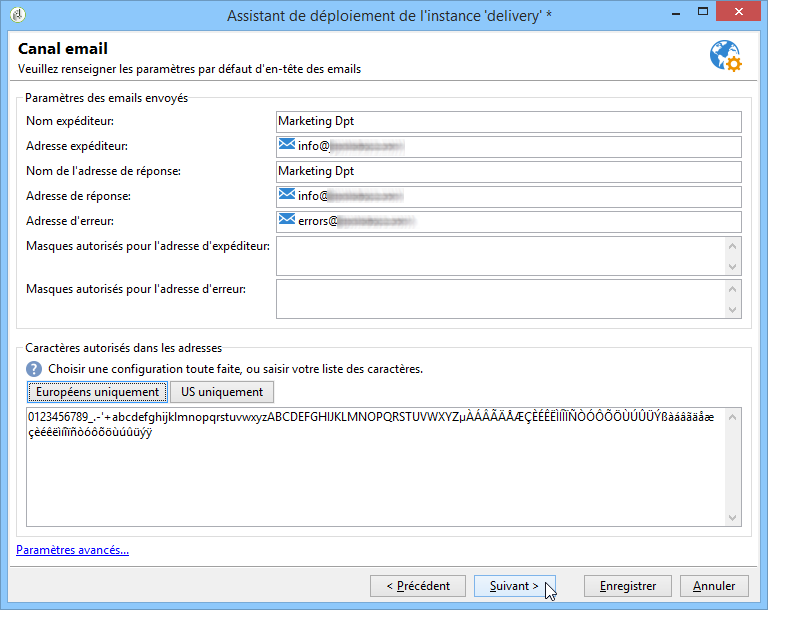 Assistant de déploiement de l'instance 'delivery' *
Canal email
Veuillez renseigner les paramètres par défaut d'en-tête des emails
Paramètres des emails envoyés
Nom expéditeur: Marketing Dpt
Adresse expéditeur: info@
Nom de l'adresse de réponse: Marketing Dpt
Adresse de réponse: info@
Adresse d'erreur: errors@
Masques autorisés pour l'adresse d'expéditeur:
Masques autorisés pour l'adresse d'erreur:
Caractères autorisés dans les adresses
? Choisir une configuration toute faite, ou saisir votre liste des caractères.
Européens uniquement US uniquement
0123456789_.-'+abcdefghijklmnopqrstuvwxyzABCDEFGHIJKLMNOPQRSTUVWXYZµÀÁÂÃÄÅÆÇÈÉÊËÌÍÎÏÑÒÓÔÕÖÙÚÛÜÝßàáâãäåæ
çèéêëìíîïñòóôõöùúûüýÿ
Paramètres avancés...
< Précédent Suivant > Enregistrer Annuler